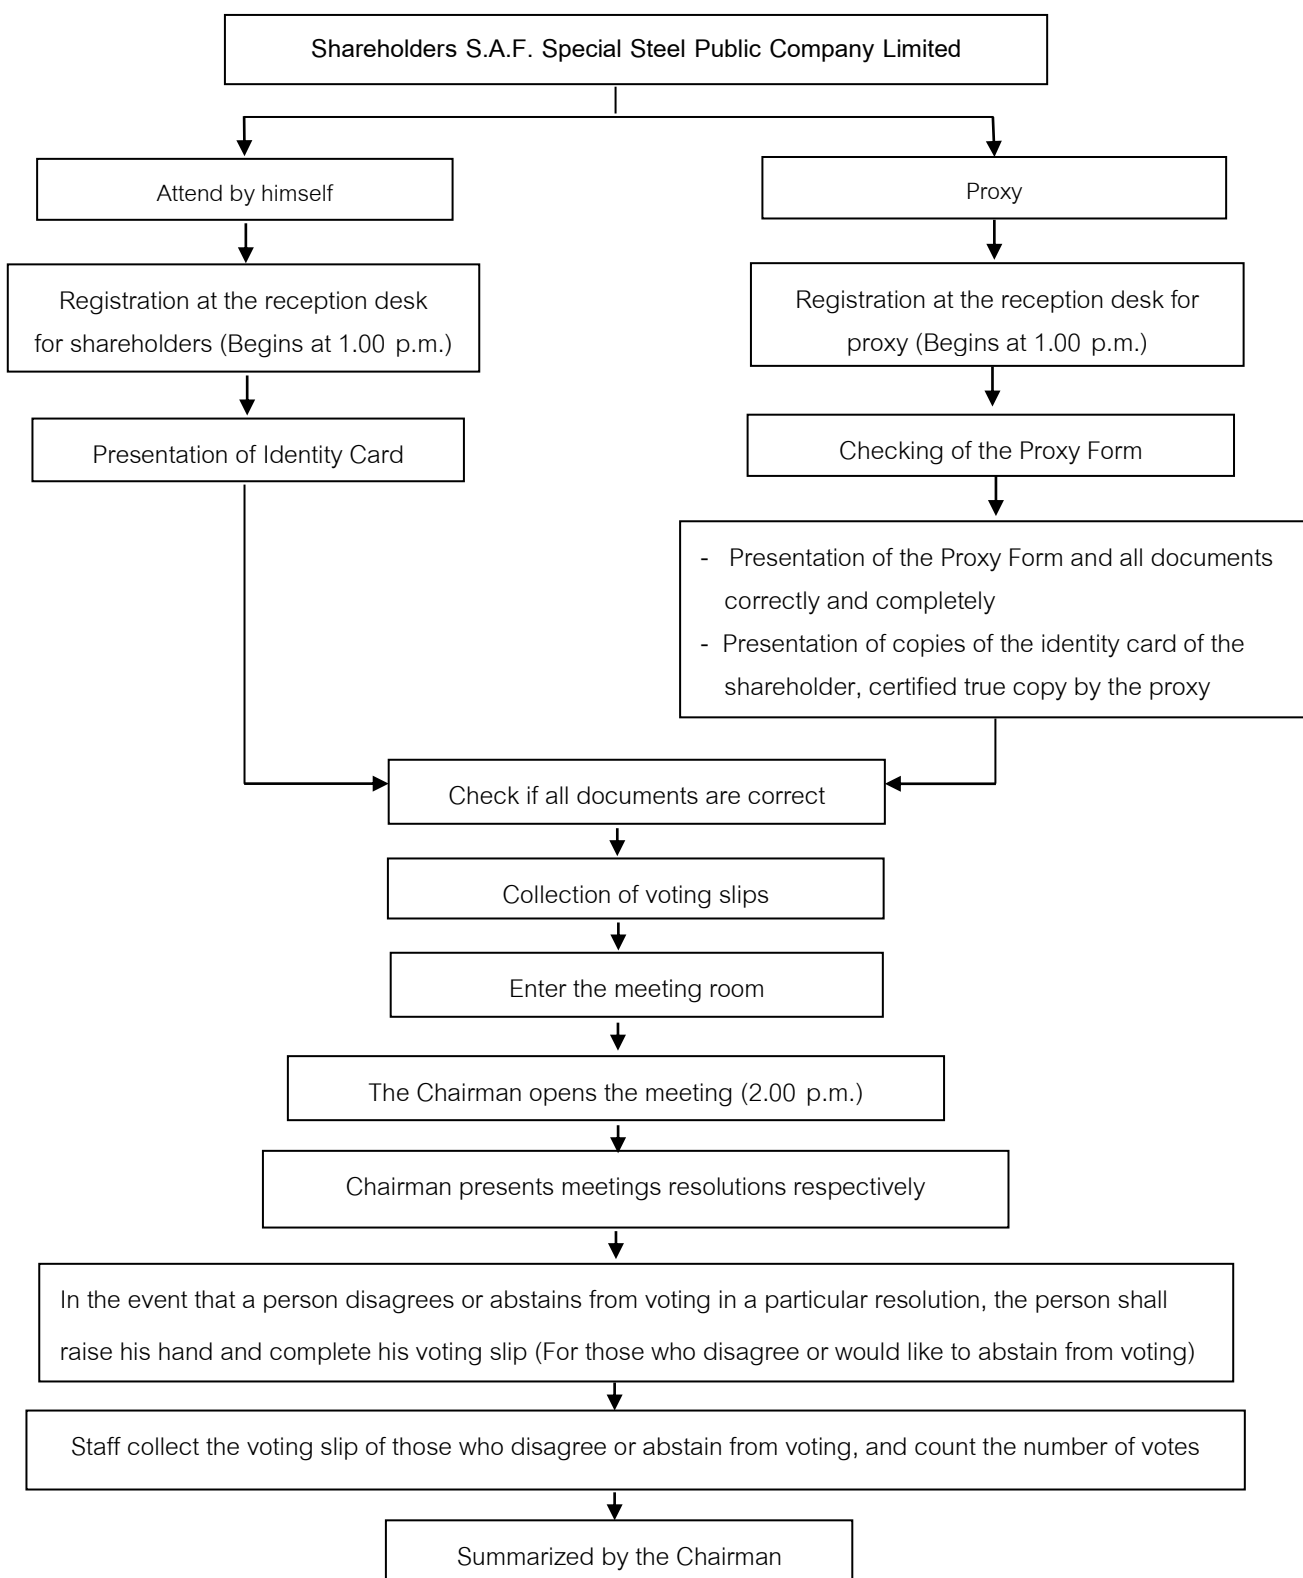 Shareholders S.A.F. Special Steel Public Company Limited
Attend by himself
Proxy
Registration at the reception desk
for shareholders (Begins at 1.00 p.m.)
Registration at the reception desk for
proxy (Begins at 1.00 p.m.)
Presentation of Identity Card
Checking of the Proxy Form
- Presentation of the Proxy Form and all documents
correctly and completely
- Presentation of copies of the identity card of the
shareholder, certified true copy by the proxy
Check if all documents are correct
Collection of voting slips
Enter the meeting room
The Chairman opens the meeting (2.00 p.m.)
Chairman presents meetings resolutions respectively
In the event that a person disagrees or abstains from voting in a particular resolution, the person shall
raise his hand and complete his voting slip (For those who disagree or would like to abstain from voting)
Staff collect the voting slip of those who disagree or abstain from voting, and count the number of votes
Summarized by the Chairman